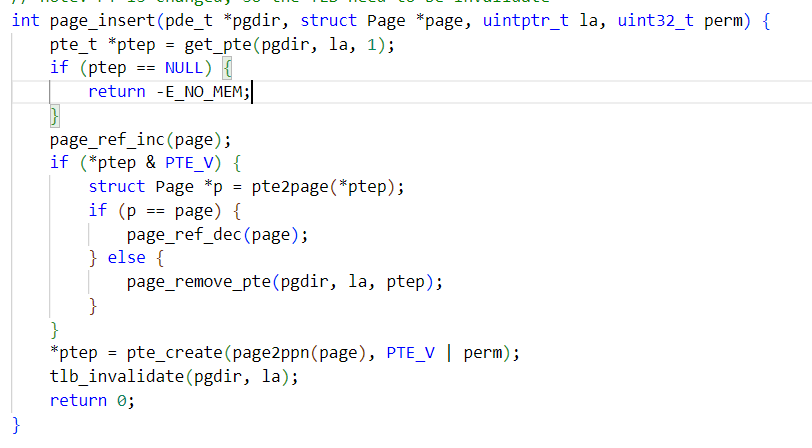 int page_insert(pde_t *pgdir, struct Page *page, uintptr_t la, uint32_t perm) {
    pte_t *ptep = get_pte(pgdir, la, 1);
    if (ptep == NULL) {
        return -E_NO_MEM;
    }
    page_ref_inc(page);
    if (*ptep & PTE_V) {
        struct Page *p = pte2page(*ptep);
        if (p == page) {
            page_ref_dec(page);
        } else {
            page_remove_pte(pgdir, la, ptep);
        }
    }
    *ptep = pte_create(page2ppn(page), PTE_V | perm);
    tlb_invalidate(pgdir, la);
    return 0;
}